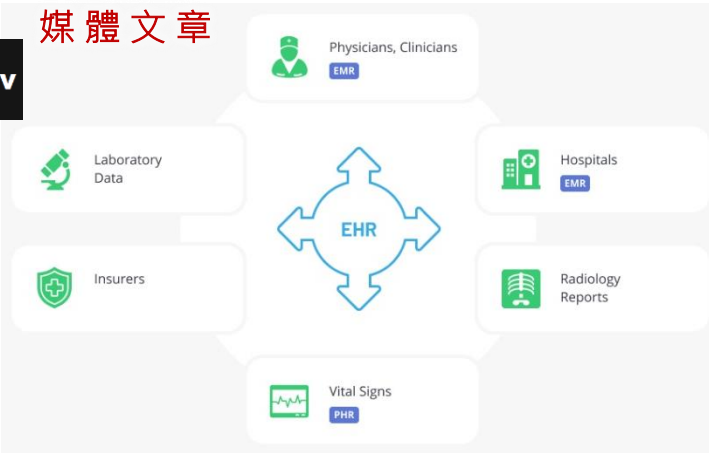 媒體文章
V
Physicians, Clinicians
EMR
Laboratory
Data
Hospitals
EMR
EHR
Insurers
Radiology
Reports
Vital Signs
PHR